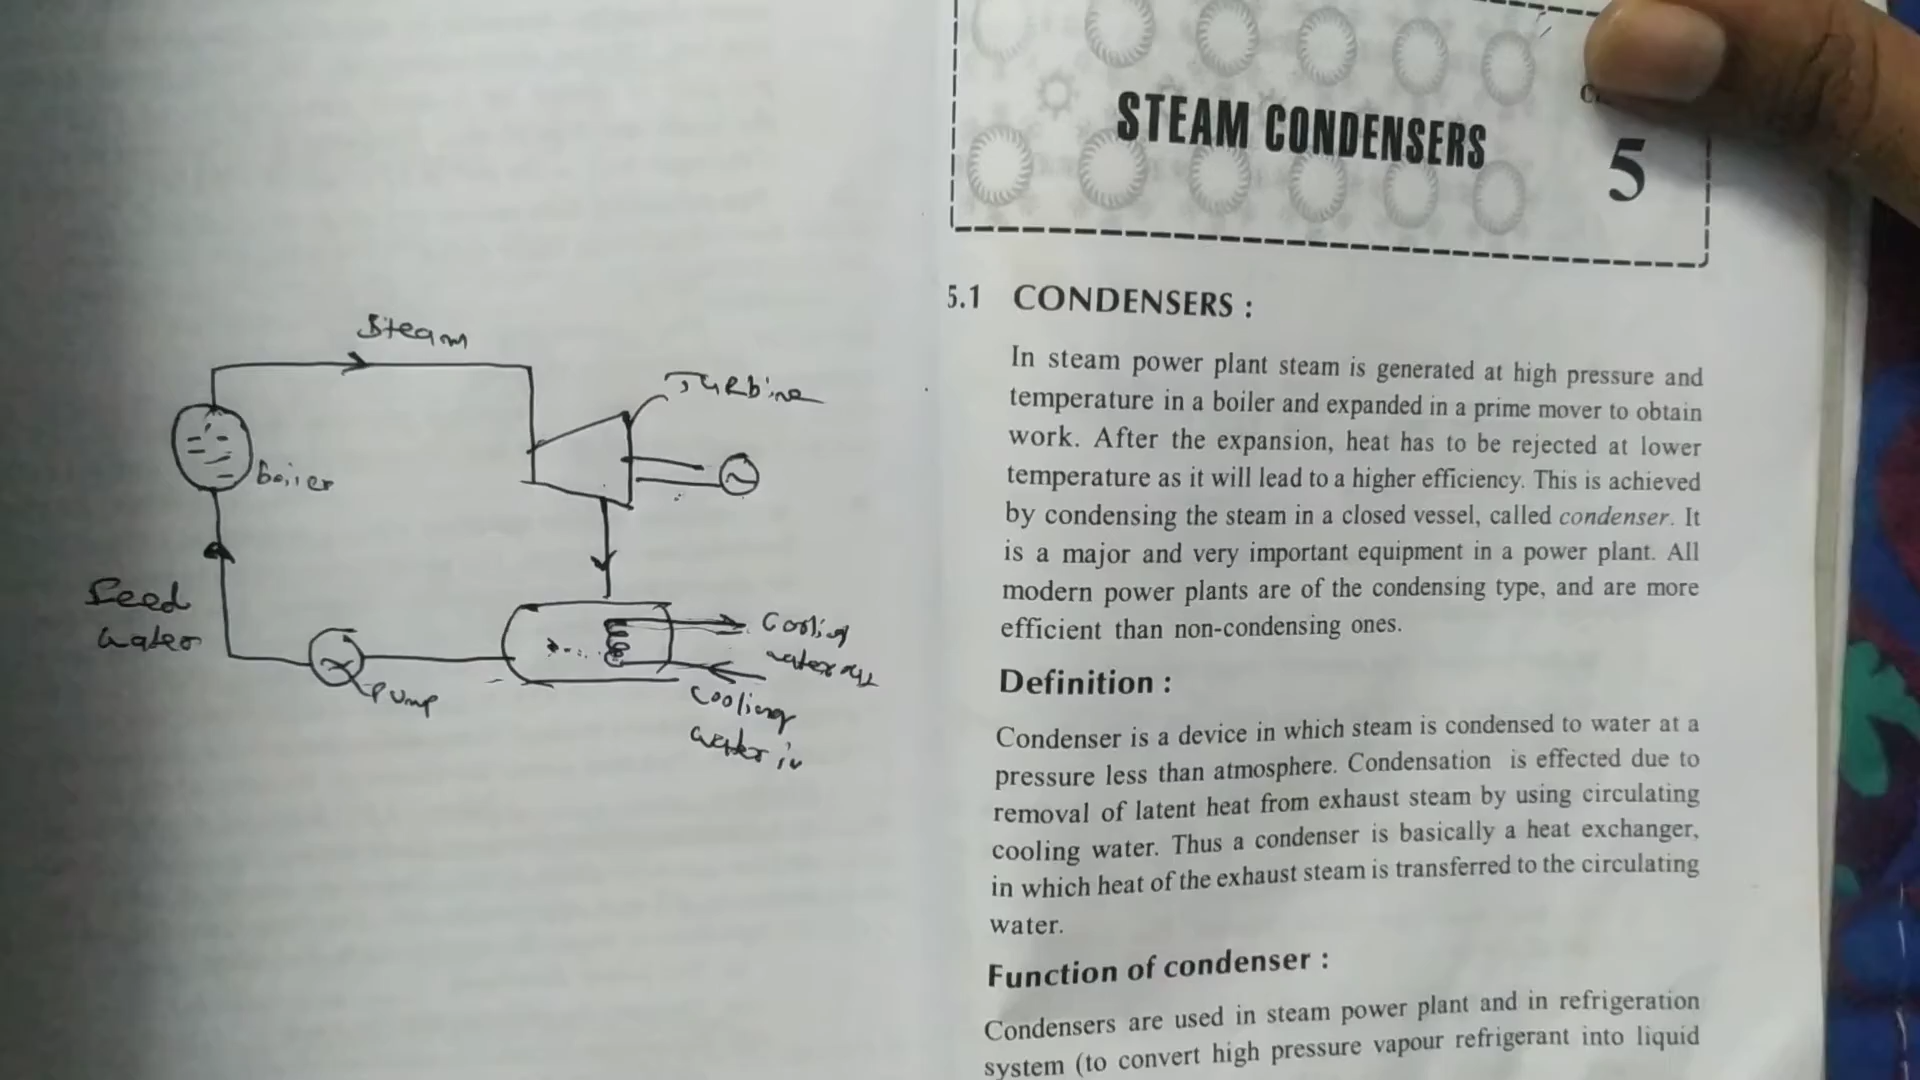 Steam
Turbine
boiler
Feed
water
Pump
Cooling
water out
Cooling
water in
STEAM CONDENSERS
5
5.1 CONDENSERS :
In steam power plant steam is generated at high pressure and
temperature in a boiler and expanded in a prime mover to obtain
work. After the expansion, heat has to be rejected at lower
temperature as it will lead to a higher efficiency. This is achieved
by condensing the steam in a closed vessel, called condenser. It
is a major and very important equipment in a power plant. All
modern power plants are of the condensing type, and are more
efficient than non-condensing ones.
Definition :
Condenser is a device in which steam is condensed to water at a
pressure less than atmosphere. Condensation is effected due to
removal of latent heat from exhaust steam by using circulating
cooling water. Thus a condenser is basically a heat exchanger,
in which heat of the exhaust steam is transferred to the circulating
water.
Function of condenser :
Condensers are used in steam power plant and in refrigeration
system (to convert high pressure vapour refrigerant into liquid